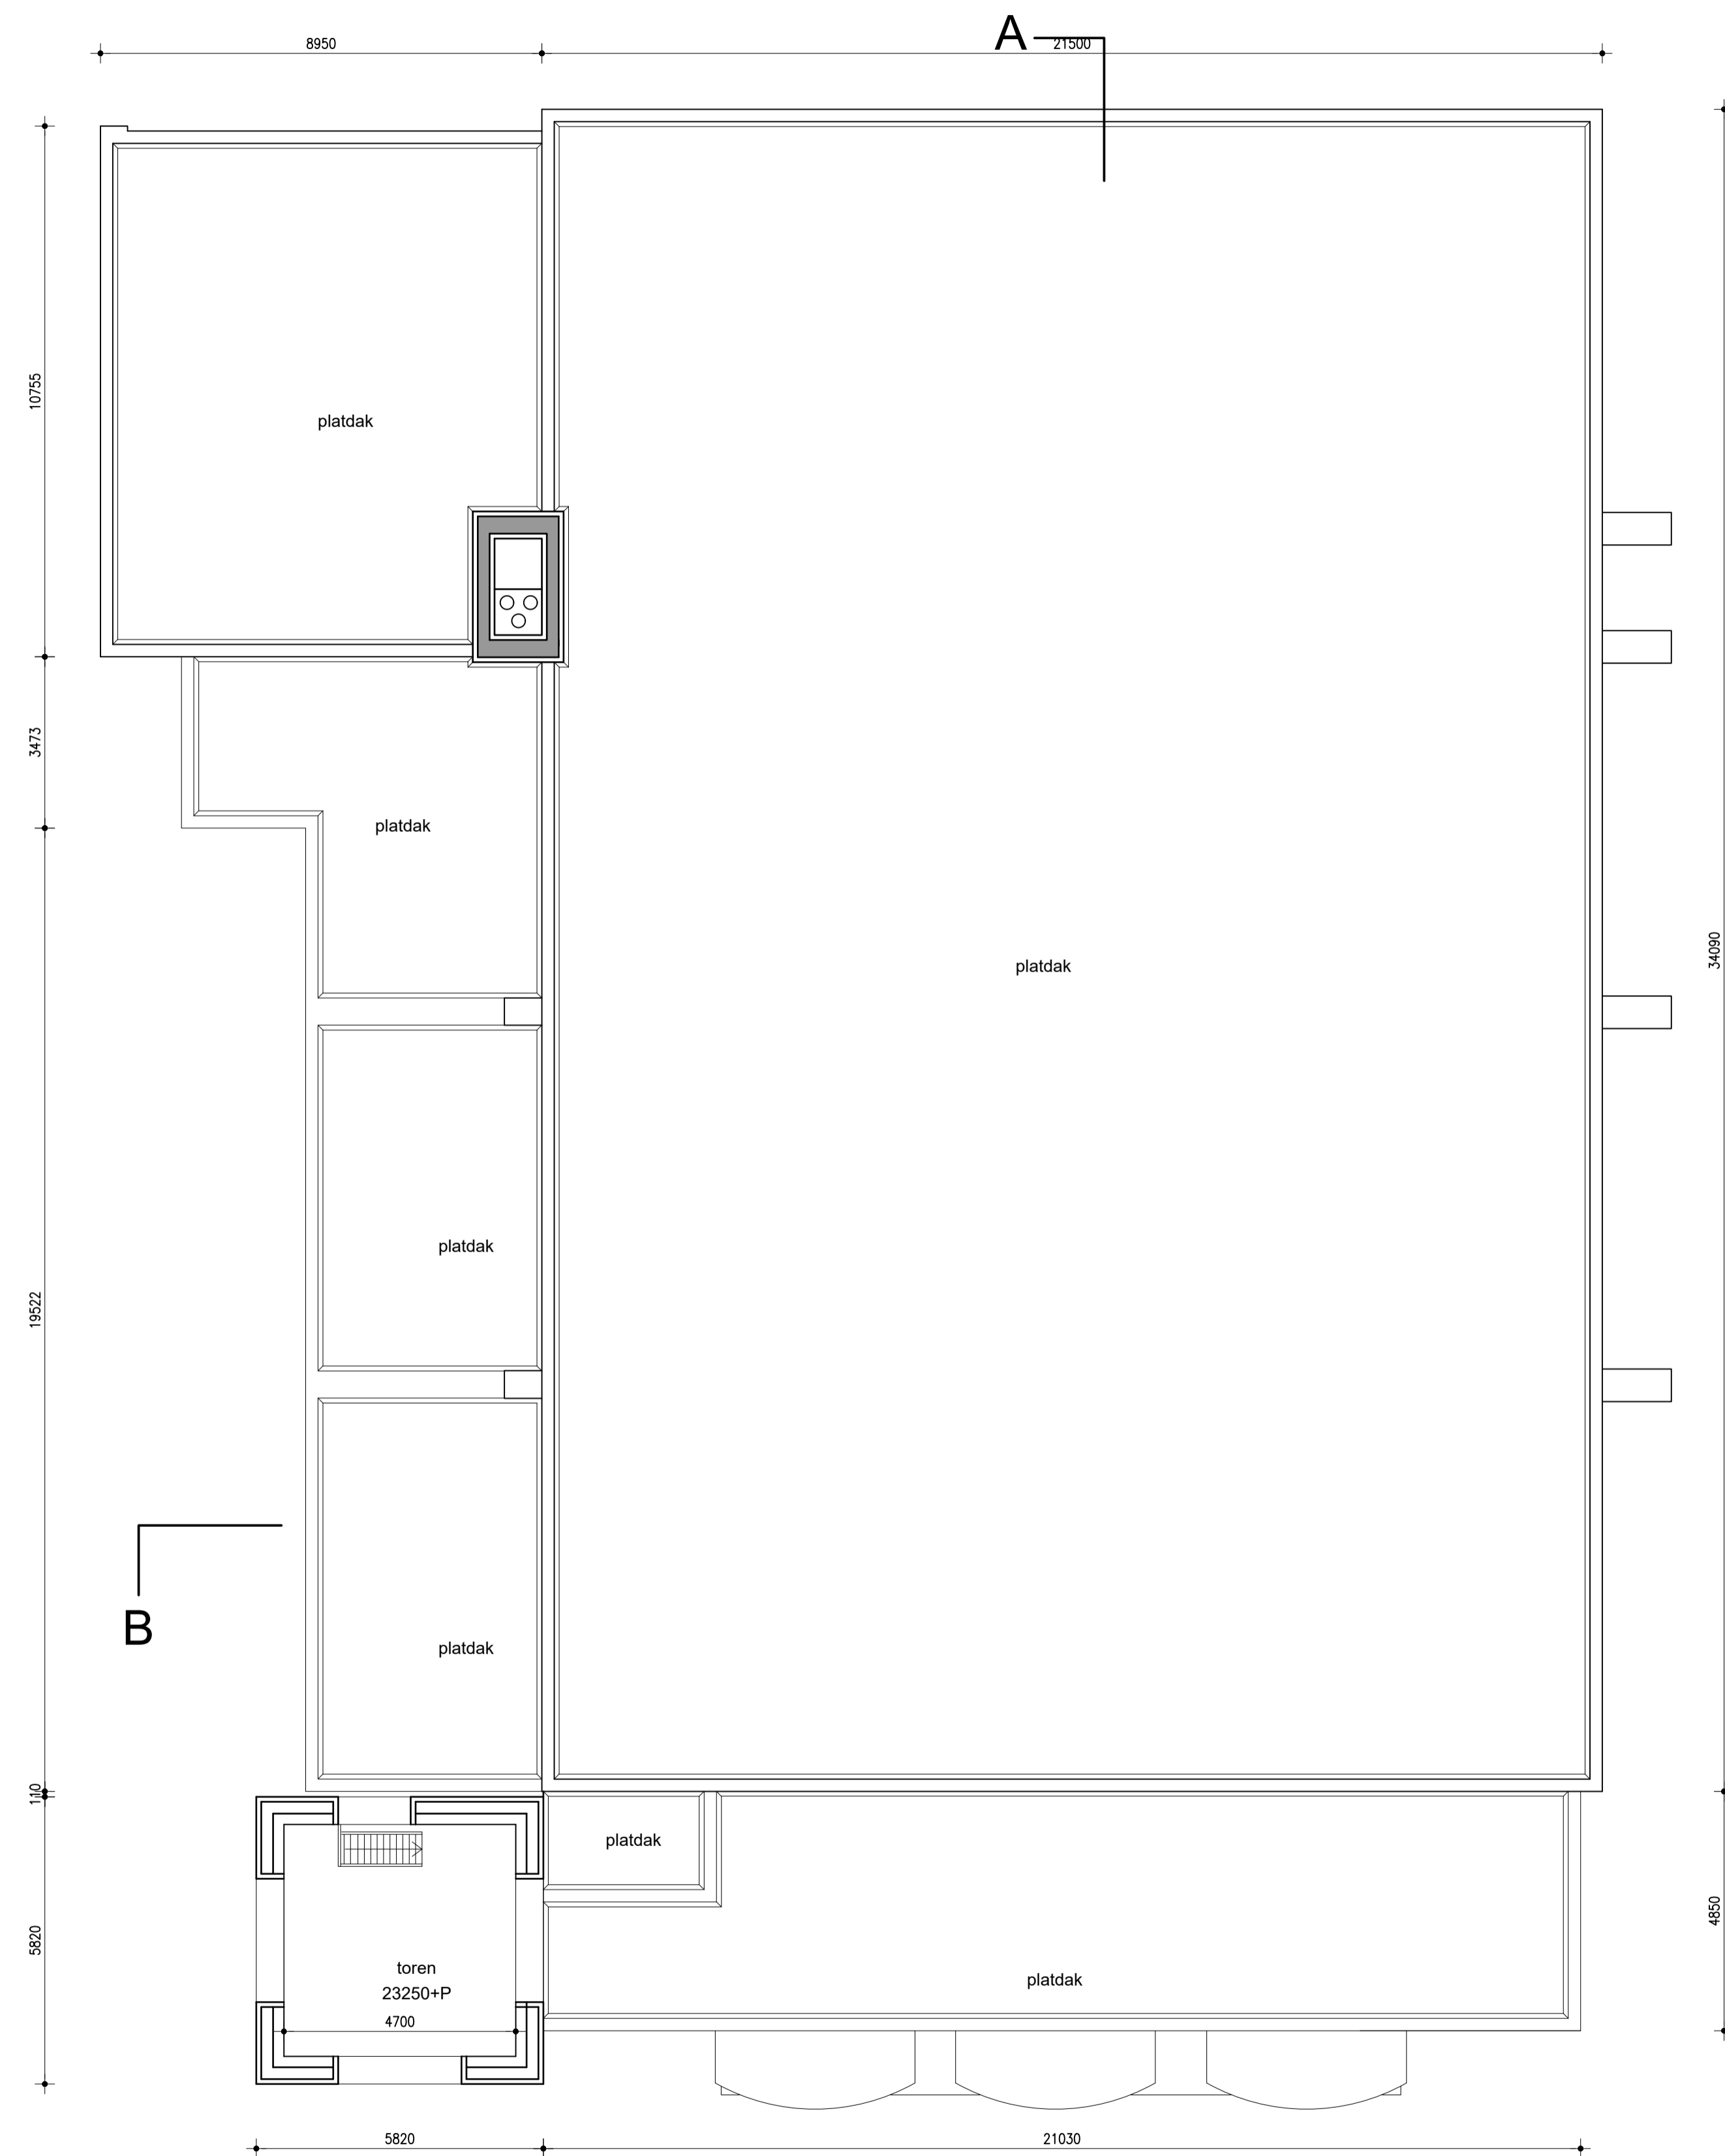 A
8950
21500
10755
platdak
3473
platdak
34090
platdak
platdak
19522
B
platdak
110
platdak
5820
4850
toren
23250+P
platdak
4700
5820
21030